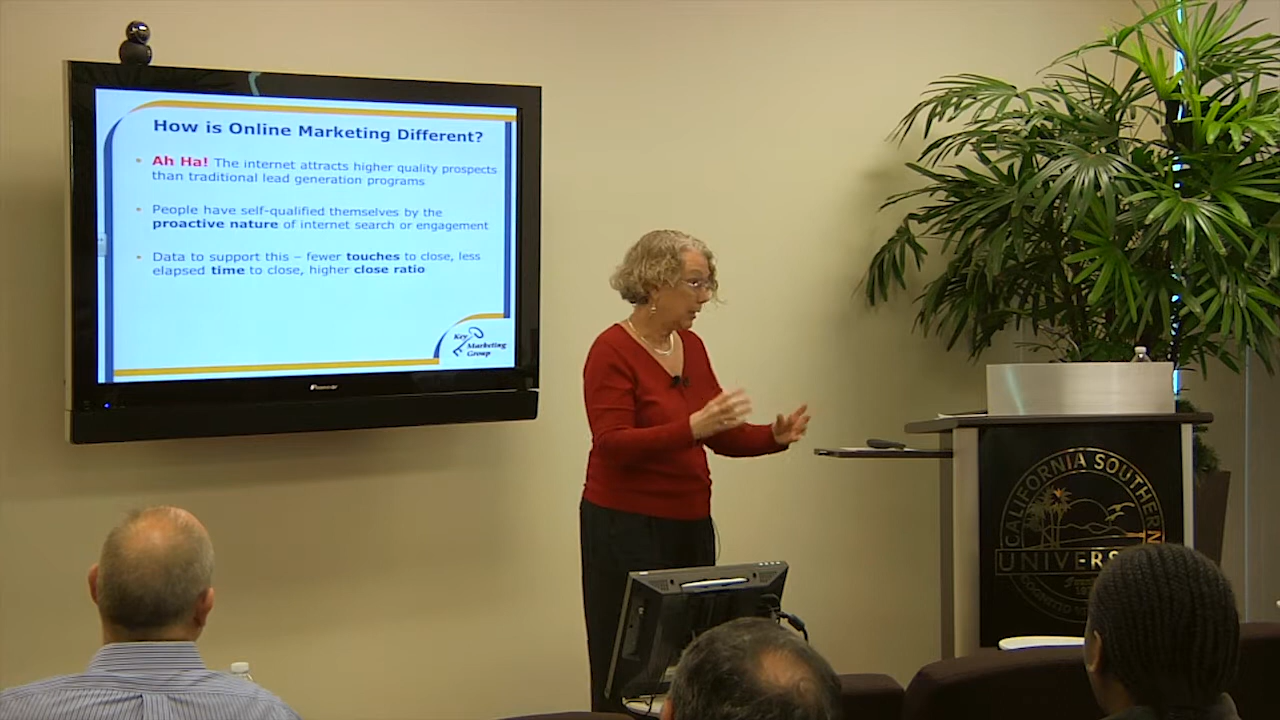 How is Online Marketing Different?
Ah Ha! The internet attracts higher quality prospects
than traditional lead generation programs
People have self-qualified themselves by the
proactive nature of internet search or engagement
Data to support this – fewer touches to close, less
elapsed time to close, higher close ratio
Key
Marketing
Group
CALIFORNIA SOUTHERN